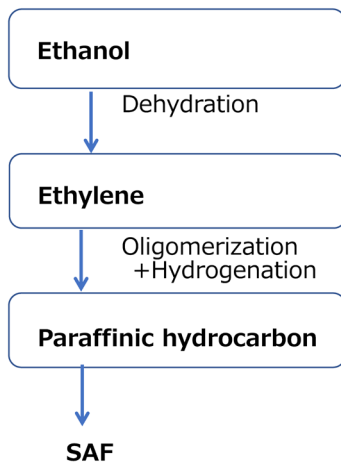 Ethanol
Dehydration
Ethylene
Oligomerization
+Hydrogenation
Paraffinic hydrocarbon
SAF